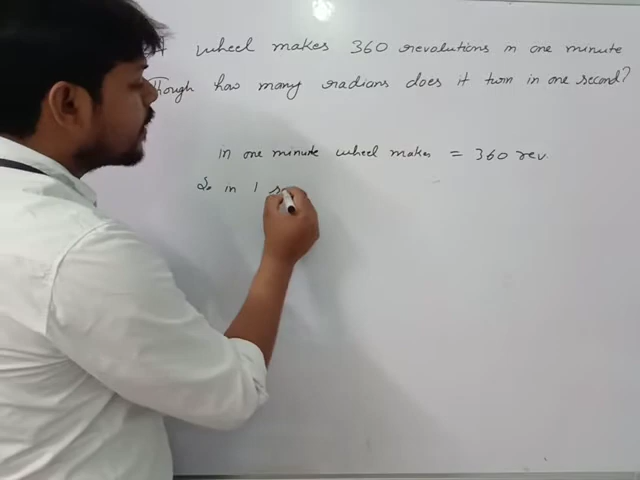 wheel makes 360 revolutions in one minute
Though how many radians does it turn in one second?
in one minute wheel makes = 360 rev.
So in 1 s